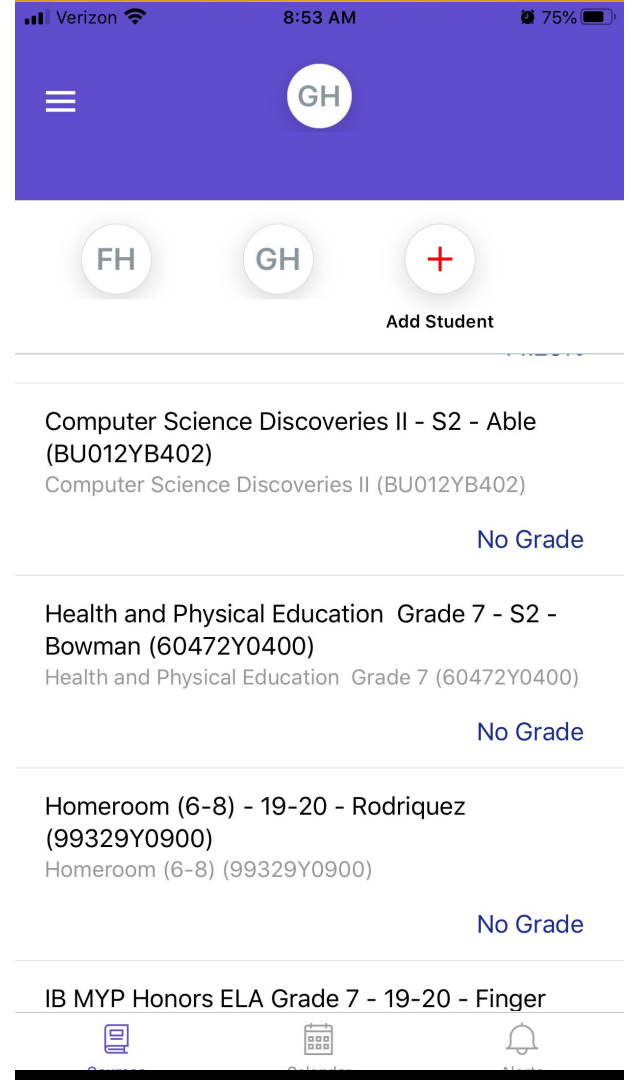 Verizon 8:53 AM 75%
GH
FH GH
Add Student
Computer Science Discoveries II - S2 - Able
(BU012YB402)
Computer Science Discoveries II (BU012YB402)
No Grade
Health and Physical Education  Grade 7 - S2 -
Bowman (60472Y0400)
Health and Physical Education  Grade 7 (60472Y0400)
No Grade
Homeroom (6-8) - 19-20 - Rodriquez
(99329Y0900)
Homeroom (6-8) (99329Y0900)
No Grade
IB MYP Honors ELA Grade 7 - 19-20 - Finger
Courses Calendar Alerts